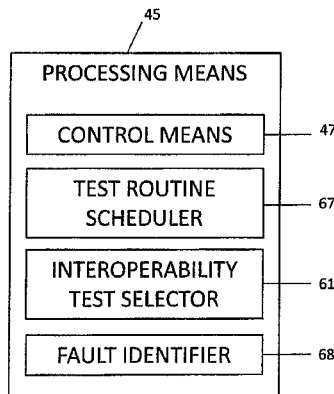 45
PROCESSING MEANS
CONTROL MEANS
47
TEST ROUTINE
SCHEDULER
67
INTEROPERABILITY
TEST SELECTOR
61
FAULT IDENTIFIER
68